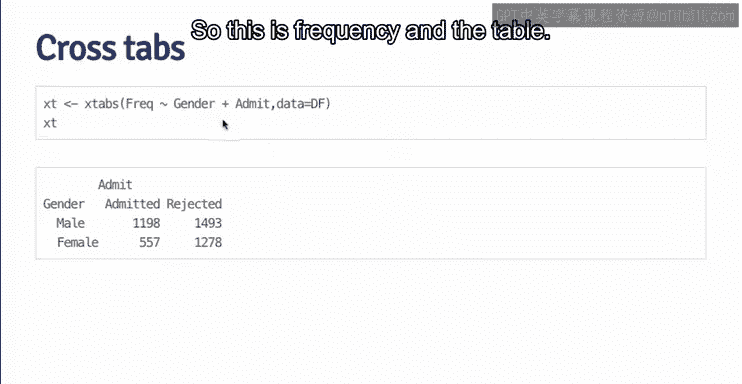 So this is frequency and the table.
Cross tabs
xt <- xtabs(Freq ~ Gender + Admit,data=DF)
xt
Admit
Gender Admitted Rejected
Male 1198 1493
Female 557 1278